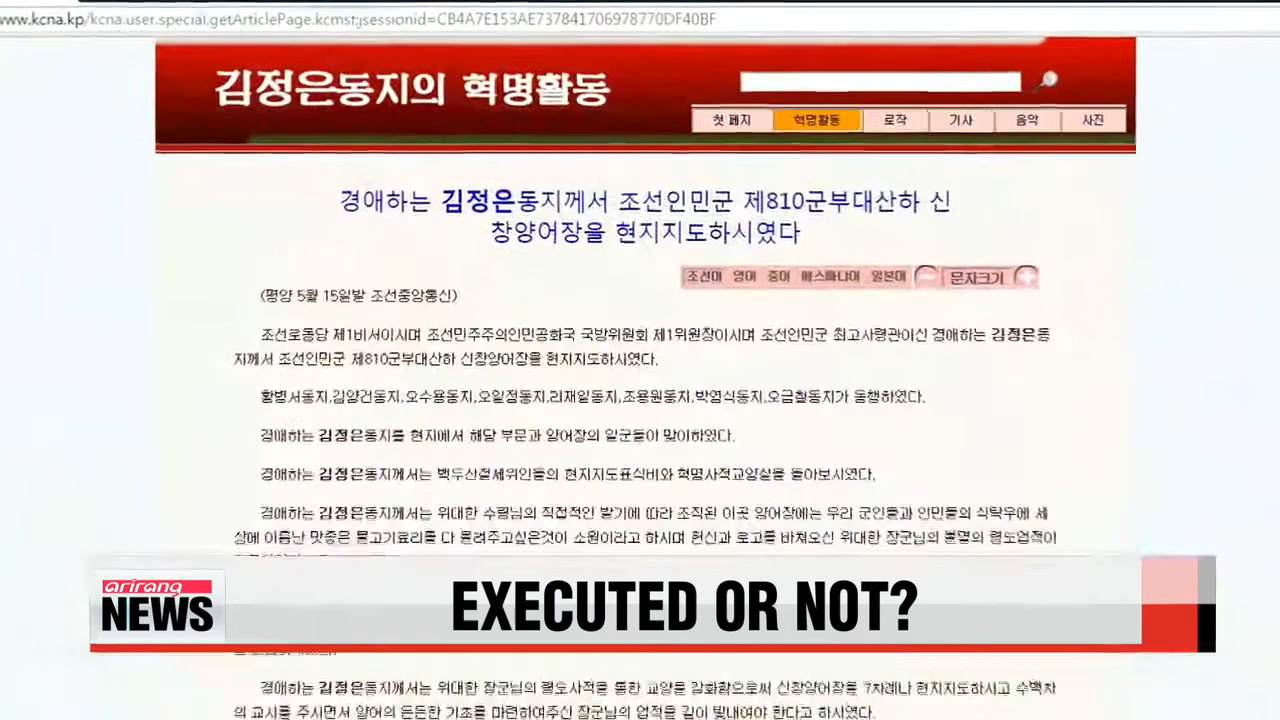 www.kcna.kp/kcna.user.special.getArticlePage.kcmsf;jsessionid=CB4A7E153AE737841706978770DF40BF
김정은동지의 혁명활동
첫 페지 혁명활동 로작 기사 음악 사진
경애하는 김정은동지께서 조선인민군 제810군부대산하 신
창양어장을 현지지도하시였다
조선어 영어 중어 에스빠냐어 일본어 문자크기
(평양 5월 15일발 조선중앙통신)
조선로동당 제1비서이시며 조선민주주의인민공화국 국방위원회 제1위원장이시며 조선인민군 최고사령관이신 경애하는 김정은동
지께서 조선인민군 제810군부대산하 신창양어장을 현지지도하시였다.
황병서동지,김양건동지,오수용동지,오일정동지,리재일동지,조용원동지,박영식동지,오금철동지가 동행하였다.
경애하는 김정은동지를 현지에서 해당 부문과 양어장의 일군들이 맞이하였다.
경애하는 김정은동지께서는 백두산절세위인들의 현지지도표식비와 혁명사적교양실을 돌아보시였다.
경애하는 김정은동지께서는 위대한 수령님의 직접적인 발기에 따라 조직된 이곳 양어장에는 우리 군인들과 인민들의 식탁우에 세
상에 이름난 맛좋은 물고기료리를 다 올려주고싶은것이 소원이라고 하시며 헌신과 로고를 바쳐오신 위대한 장군님의 불멸의 령도업적이
arirang
NEWS
EXECUTED OR NOT?
경애하는 김정은동지께서는 위대한 장군님의 령도사적을 통한 교양을 강화함으로써 신창양어장을 7차례나 현지지도하시고 수백차
의 교시를 주시면서 양어의 든든한 기초를 마련하여주신 장군님의 업적을 길이 빛내여야 한다고 하시였다.